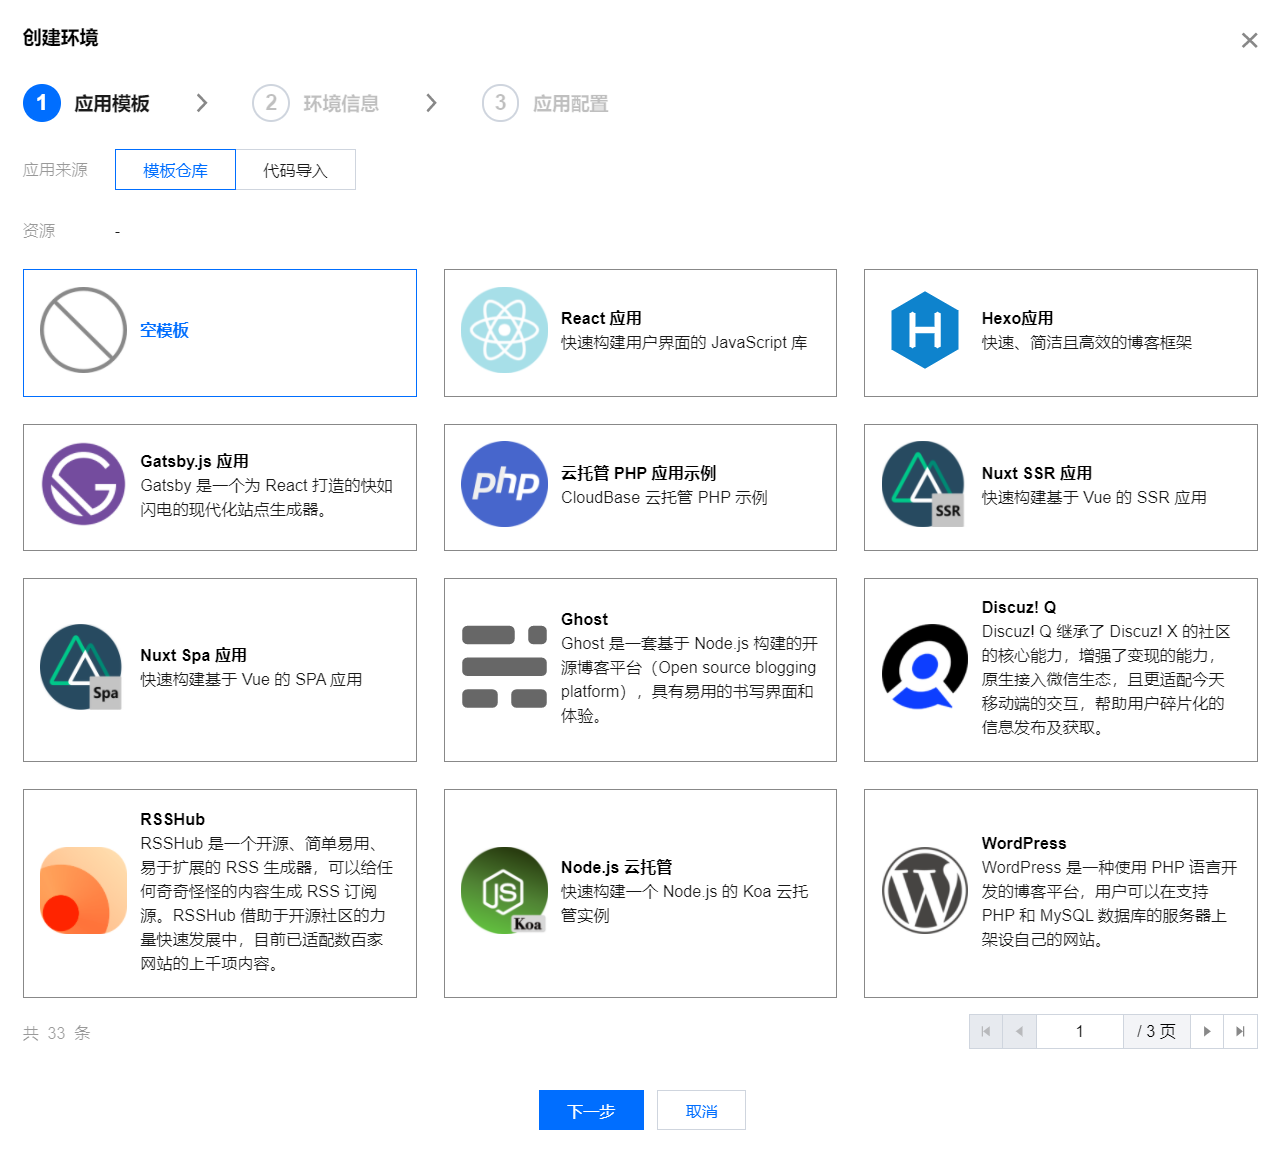 创建环境
1 应用模板 2 环境信息 3 应用配置
应用来源 模板仓库 代码导入
资源 -
空模板
React 应用
快速构建用户界面的 JavaScript 库
Hexo应用
快速、简洁且高效的博客框架
Gatsby.js 应用
Gatsby 是一个为 React 打造的快如
闪电的现代化站点生成器。
php
云托管 PHP 应用示例
CloudBase 云托管 PHP 示例
SSR
Nuxt SSR 应用
快速构建基于 Vue 的 SSR 应用
Spa
Nuxt Spa 应用
快速构建基于 Vue 的 SPA 应用
Ghost
Ghost 是一套基于 Node.js 构建的开
源博客平台（Open source blogging
platform），具有易用的书写界面和
体验。
Discuz! Q
Discuz! Q 继承了 Discuz! X 的社区
的核心能力，增强了变现的能力，
原生接入微信生态，且更适配今天
移动端的交互，帮助用户碎片化的
信息发布及获取。
RSSHub
RSSHub 是一个开源、简单易用、
易于扩展的 RSS 生成器，可以给任
何奇奇怪怪的内容生成 RSS 订阅
源。RSSHub 借助于开源社区的力
量快速发展中，目前已适配数百家
网站的上千项内容。
JS
Koa
Node.js 云托管
快速构建一个 Node.js 的 Koa 云托
管实例
WordPress
WordPress 是一种使用 PHP 语言开
发的博客平台，用户可以在支持
PHP 和 MySQL 数据库的服务器上
架设自己的网站。
共 33 条
1 / 3 页
下一步 取消